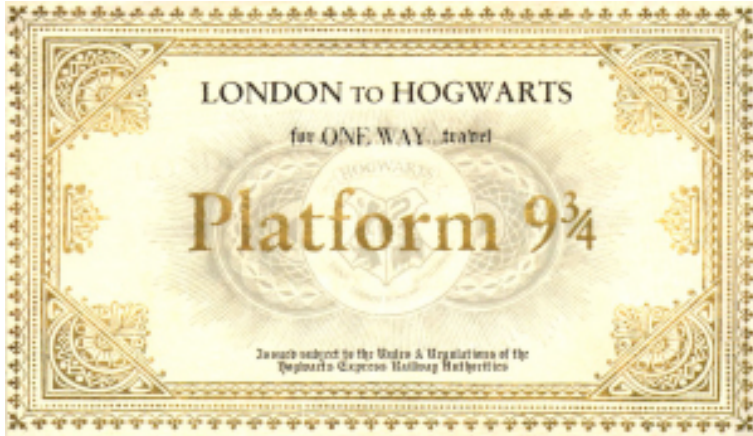 LONDON TO HOGWARTS
for ONE WAY...travel
HOGWARTS
Platform 9¾
Issued subject to the Rules & Regulations of the
Hogwarts Express Railway Authorities